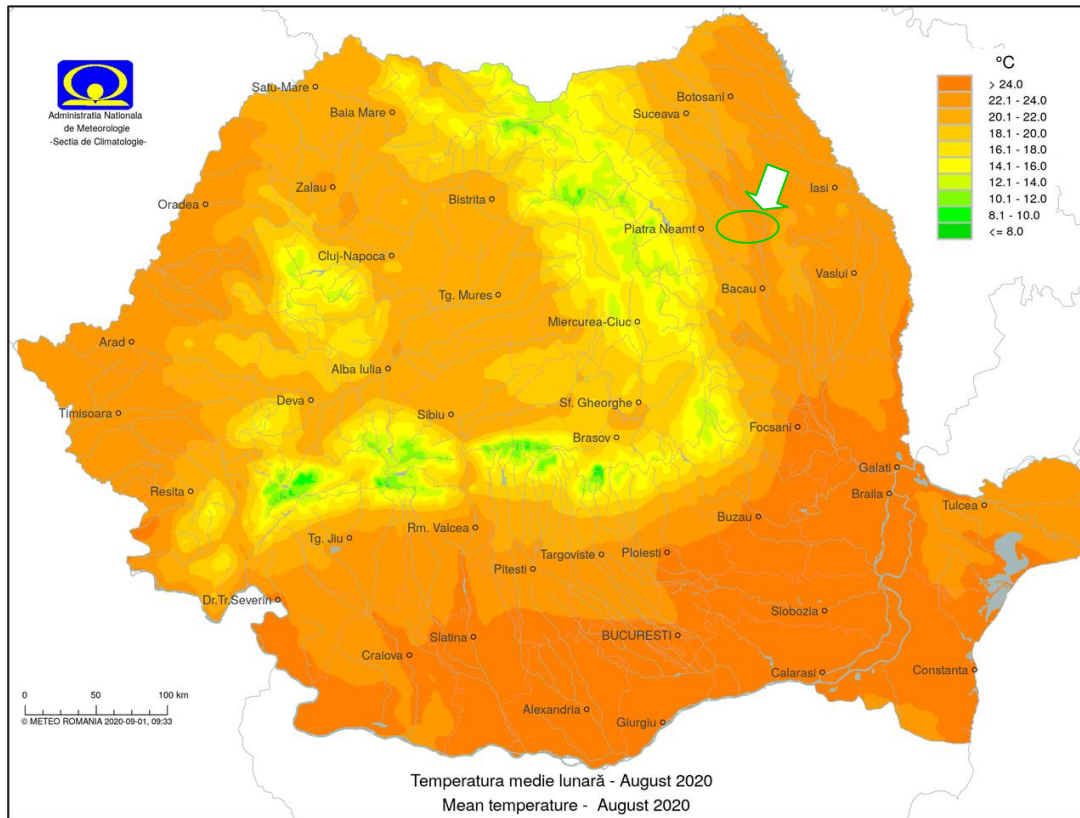 Administratia Nationala
de Meteorologie
-Sectia de Climatologie-
°C
> 24.0
22.1 - 24.0
20.1 - 22.0
18.1 - 20.0
16.1 - 18.0
14.1 - 16.0
12.1 - 14.0
10.1 - 12.0
8.1 - 10.0
<= 8.0
Satu-Mare
Botosani
Baia Mare
Suceava
Zalau
Iasi
Bistrita
Oradea
Piatra Neamt
Cluj-Napoca
Vaslui
Bacau
Tg. Mures
Miercurea-Ciuc
Arad
Alba Iulia
Deva
Sf. Gheorghe
Timisoara
Sibiu
Focsani
Brasov
Galati
Resita
Braila
Tulcea
Buzau
Rm. Valcea
Tg. Jiu
Targoviste
Ploiesti
Pitesti
Dr.Tr.Severin
Slobozia
Slatina
BUCURESTI
Craiova
Calarasi
Constanta
Alexandria
Giurgiu
0 50 100 km
© METEO ROMANIA 2020-09-01, 09:33
Temperatura medie lunară - August 2020
Mean temperature - August 2020